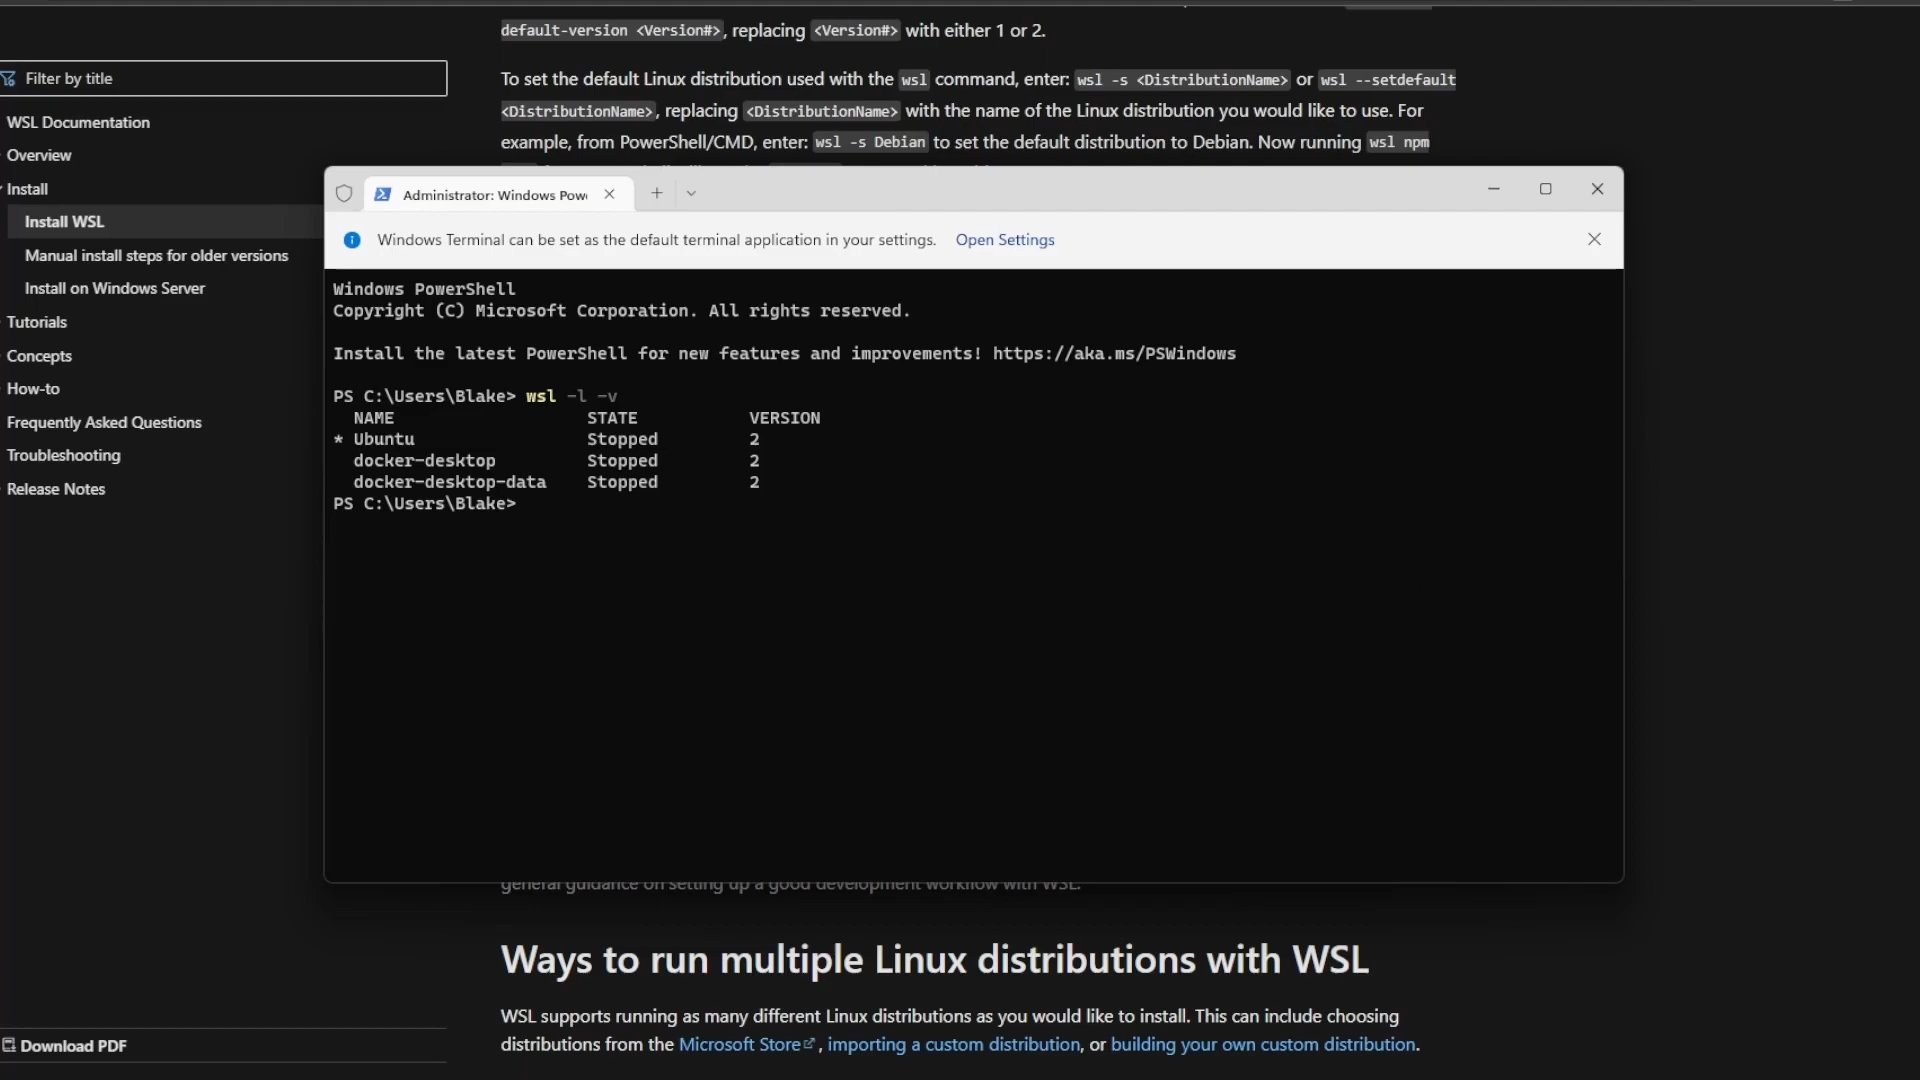 default-version <Version#>, replacing <Version#> with either 1 or 2.
Filter by title
To set the default Linux distribution used with the wsl command, enter: wsl -s <DistributionName> or wsl --setdefault
<DistributionName>, replacing <DistributionName> with the name of the Linux distribution you would like to use. For
example, from PowerShell/CMD, enter: wsl -s Debian to set the default distribution to Debian. Now running wsl npm
WSL Documentation
Overview
Install
Install WSL
Manual install steps for older versions
Install on Windows Server
Tutorials
Concepts
How-to
Frequently Asked Questions
Troubleshooting
Release Notes
Download PDF
Administrator: Windows Pow
Windows Terminal can be set as the default terminal application in your settings. Open Settings
Windows PowerShell
Copyright (C) Microsoft Corporation. All rights reserved.
Install the latest PowerShell for new features and improvements! https://aka.ms/PSWindows
PS C:\Users\Blake> wsl -l -v
NAME STATE VERSION
* Ubuntu Stopped 2
docker-desktop Stopped 2
docker-desktop-data Stopped 2
PS C:\Users\Blake>
general guidance on setting up a good development workflow with WSL.
Ways to run multiple Linux distributions with WSL
WSL supports running as many different Linux distributions as you would like to install. This can include choosing
distributions from the Microsoft Store, importing a custom distribution, or building your own custom distribution.